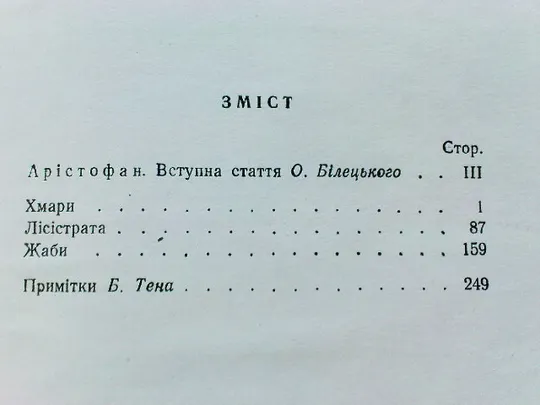 ЗМІСТ
Стор.
Арістофан. Вступна стаття О. Білецького . . III
Хмари . . . . . . . . . . . . . . . . . 1
Лісістрата . . . . . . . . . . . . . . . . 87
Жаби . . . . . . . . . . . . . . . . . 159
Примітки Б. Тена . . . . . . . . . . . . . 249